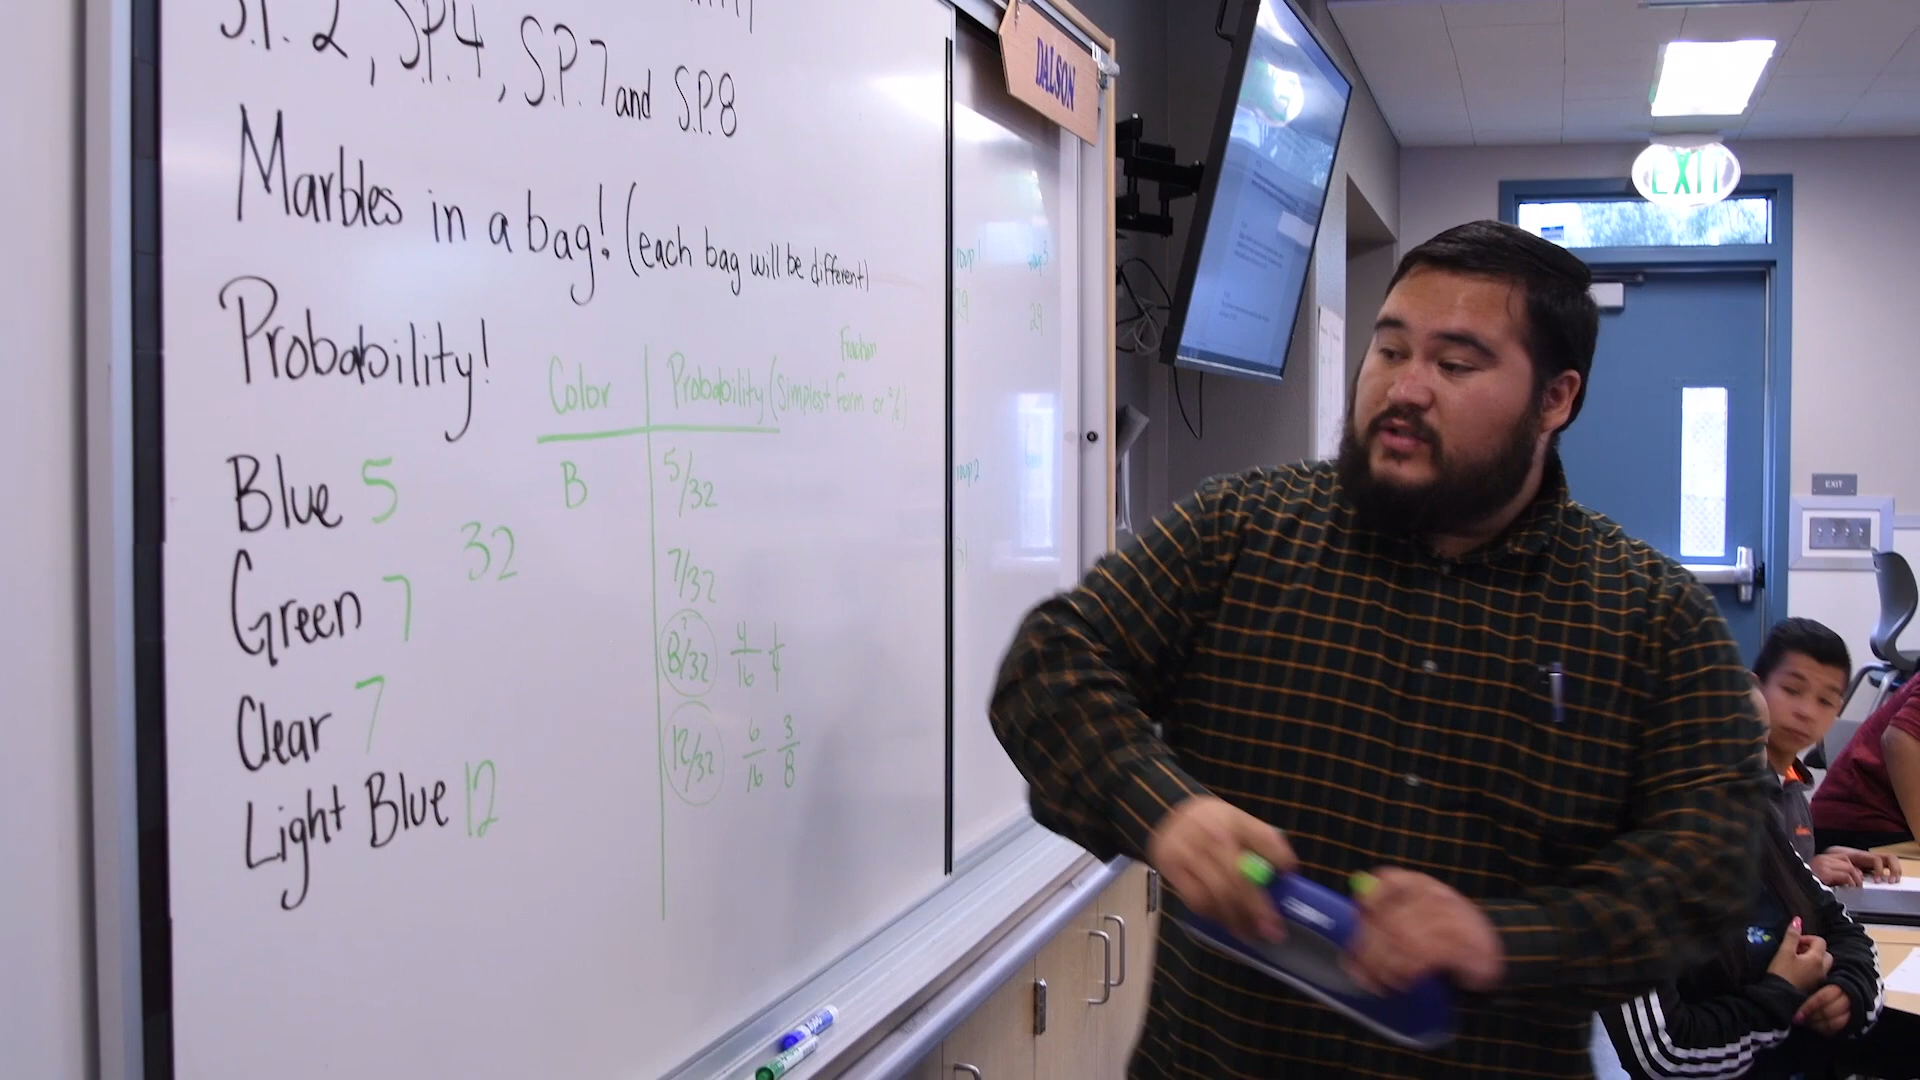 S.P. 2, S.P.4, S.P.7 and S.P.8
Marbles in a bag! (each bag will be different)
Probability!
Fraction
Color Probability (Simplest form or %)
Blue 5
B 5/32
32
Green 7
7/32
8/32 4/16 1/4
Clear 7
12/32 6/16 3/8
Light Blue 12
DALSON
29
29
EXIT
EXIT